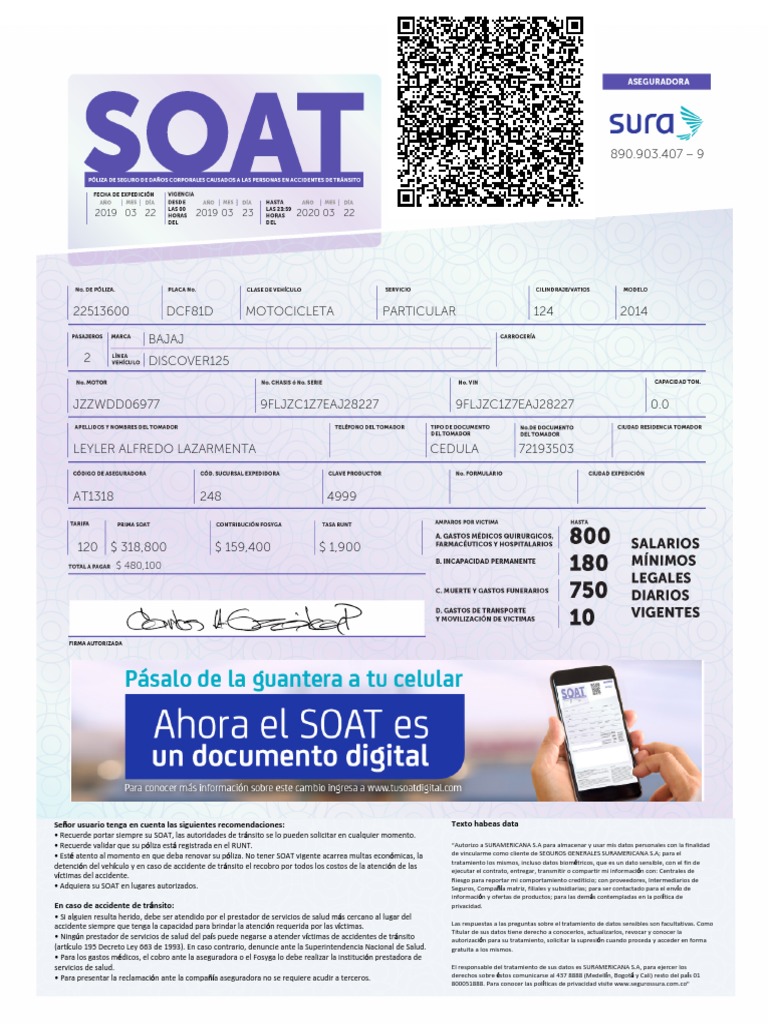 SOAT
PÓLIZA DE SEGURO DE DAÑOS CORPORALES CAUSADOS A LAS PERSONAS EN ACCIDENTES DE TRÁNSITO
FECHA DE EXPEDICIÓN
AÑO MES DÍA
2019 03 22
VIGENCIA
DESDE LAS 00 HORAS DEL
AÑO MES DÍA
2019 03 23
HASTA LAS 23:59 HORAS DEL
AÑO MES DÍA
2020 03 22
ASEGURADORA
sura
890.903.407 – 9
No. DE PÓLIZA. PLACA No. CLASE DE VEHÍCULO SERVICIO CILINDRAJE/VATIOS MODELO
22513600 DCF81D MOTOCICLETA PARTICULAR 124 2014
PASAJEROS MARCA BAJAJ CARROCERÍA
2 LÍNEA VEHÍCULO DISCOVER125
No. MOTOR No. CHASIS ó No. SERIE No. VIN CAPACIDAD TON.
JZZWDD06977 9FLJZC1Z7EAJ28227 9FLJZC1Z7EAJ28227 0.0
APELLIDOS Y NOMBRES DEL TOMADOR TELÉFONO DEL TOMADOR TIPO DE DOCUMENTO DEL TOMADOR No.DE DOCUMENTO DEL TOMADOR CIUDAD RESIDENCIA TOMADOR
LEYLER ALFREDO LAZARMENTA CEDULA 72193503
CÓDIGO DE ASEGURADORA CÓD. SUCURSAL EXPEDIDORA CLAVE PRODUCTOR No. FORMULARIO CIUDAD EXPEDICIÓN
AT1318 248 4999
TARIFA PRIMA SOAT CONTRIBUCIÓN FOSYGA TASA RUNT
120 $ 318,800 $ 159,400 $ 1,900
TOTAL A PAGAR $ 480,100
AMPAROS POR VICTIMA HASTA
A. GASTOS MÉDICOS QUIRURGICOS, FARMACÉUTICOS Y HOSPITALARIOS 800
B. INCAPACIDAD PERMANENTE 180
C. MUERTE Y GASTOS FUNERARIOS 750
D. GASTOS DE TRANSPORTE Y MOVILIZACIÓN DE VICTIMAS 10
SALARIOS
MÍNIMOS
LEGALES
DIARIOS
VIGENTES
FIRMA AUTORIZADA
Pásalo de la guantera a tu celular
Ahora el SOAT es
un documento digital
Para conocer más información sobre este cambio ingresa a www.tusoatdigital.com
SOAT
Señor usuario tenga en cuenta las siguientes recomendaciones:
• Recuerde portar siempre su SOAT, las autoridades de tránsito se lo pueden solicitar en cualquier momento.
• Recuerde validar que su póliza está registrada en el RUNT.
• Esté atento al momento en que deba renovar su póliza. No tener SOAT vigente acarrea multas económicas, la
detención del vehículo y en caso de accidente de tránsito el recobro por todos los costos de la atención de las
víctimas del accidente.
• Adquiera su SOAT en lugares autorizados.
En caso de accidente de tránsito:
• Si alguien resulta herido, debe ser atendido por el prestador de servicios de salud más cercano al lugar del
accidente siempre que tenga la capacidad para brindar la atención requerida por las víctimas.
• Ningún prestador de servicios de salud del país puede negarse a atender víctimas de accidentes de tránsito
(artículo 195 Decreto Ley 663 de 1993). En caso contrario, denuncie ante la Superintendencia Nacional de Salud.
• Para los gastos médicos, el cobro ante la aseguradora o el Fosyga lo debe realizar la institución prestadora
de servicios de salud.
• Para presentar la reclamación ante la compañía aseguradora no se requiere acudir a terceros.
Texto habeas data
"Autorizo a SURAMERICANA S.A para almacenar y usar mis datos personales con la finalidad
de vincularme como cliente de SEGUROS GENERALES SURAMERICANA S.A; para el
tratamiento los mismos, incluso datos biométricos, que es un dato sensible, con el fin de
ejecutar el contrato, entregar, transmitir o compartir mi información con: Centrales de
Riesgo para reportar mi comportamiento crediticio; con proveedores, Intermediarios de
Seguros, Compañía matriz, filiales y subsidiarias; para ser contactado para el envío de
información y ofertas de productos; para las demás contempladas en la política de
privacidad.
Las respuestas a las preguntas sobre el tratamiento de datos sensibles son facultativas. Como
Titular de sus datos tiene derecho a conocerlos, actualizarlos, revocar y conocer la
autorización para su tratamiento, solicitar la supresión cuando proceda y acceder en forma
gratuita a los mismos.
El responsable del tratamiento de sus datos es SURAMERICANA S.A, para ejercer los
derechos sobre éstos comunicarse al 437 8888 (Medellín, Bogotá y Cali) resto del país 01
800051888. Para conocer las políticas de privacidad visite www.segurossura.com.co"